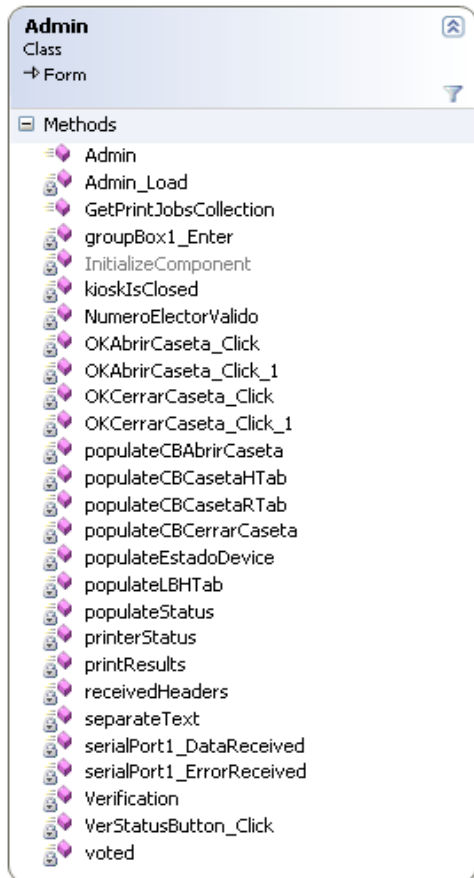 Admin
Class
Form
Methods
Admin
Admin_Load
GetPrintJobsCollection
groupBox1_Enter
InitializeComponent
kioskIsClosed
NumeroElectorValido
OKAbrirCaseta_Click
OKAbrirCaseta_Click_1
OKCerrarCaseta_Click
OKCerrarCaseta_Click_1
populateCBAbrirCaseta
populateCBCasetaHTab
populateCBCasetaRTab
populateCBCerrarCaseta
populateEstadoDevice
populateLBHTab
populateStatus
printerStatus
printResults
receivedHeaders
separateText
serialPort1_DataReceived
serialPort1_ErrorReceived
Verification
VerStatusButton_Click
voted